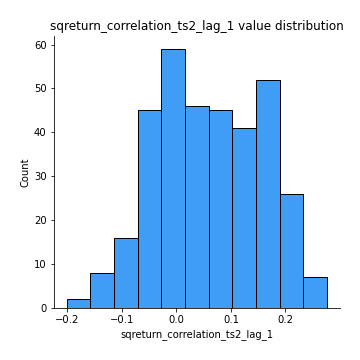 sqreturn_correlation_ts2_lag_1 value distribution
60
50
40
30
20
10
0
Count
−0.2 −0.1 0.0 0.1 0.2
sqreturn_correlation_ts2_lag_1